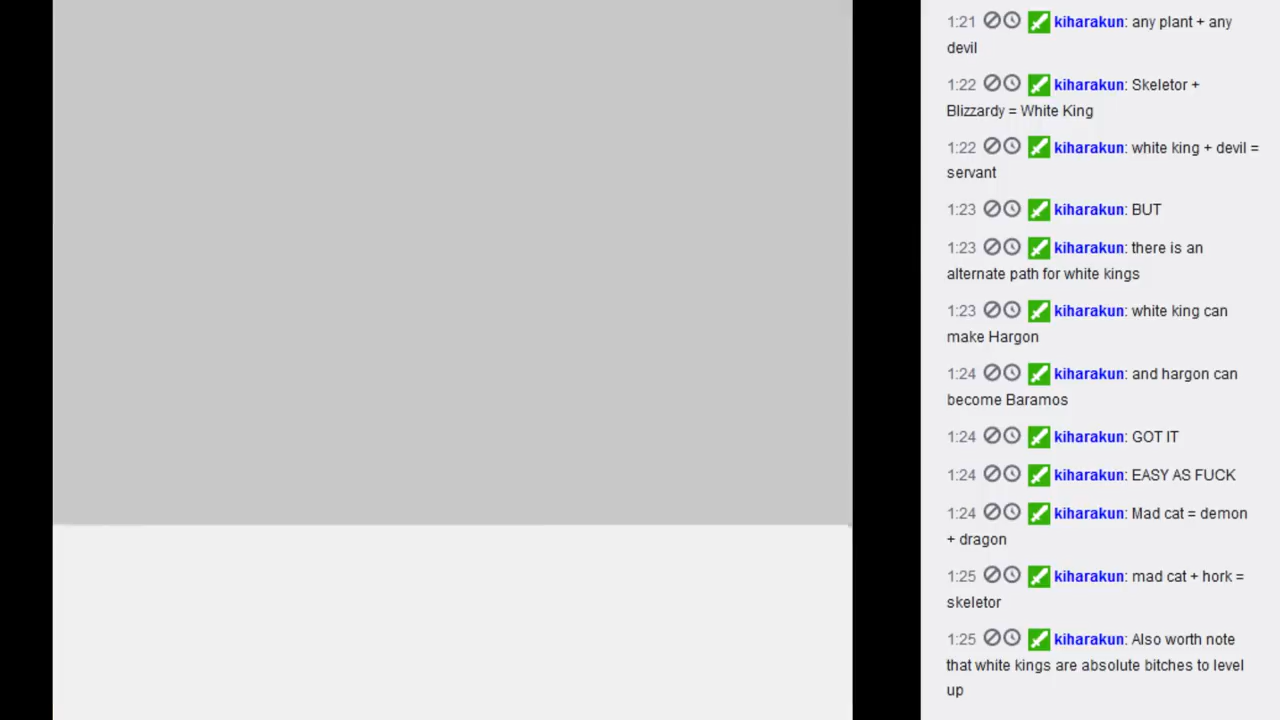 1:21 kiharakun: any plant + any
devil
1:22 kiharakun: Skeletor +
Blizzardy = White King
1:22 kiharakun: white king + devil =
servant
1:23 kiharakun: BUT
1:23 kiharakun: there is an
alternate path for white kings
1:23 kiharakun: white king can
make Hargon
1:24 kiharakun: and hargon can
become Baramos
1:24 kiharakun: GOT IT
1:24 kiharakun: EASY AS FUCK
1:24 kiharakun: Mad cat = demon
+ dragon
1:25 kiharakun: mad cat + hork =
skeletor
1:25 kiharakun: Also worth note
that white kings are absolute bitches to level
up